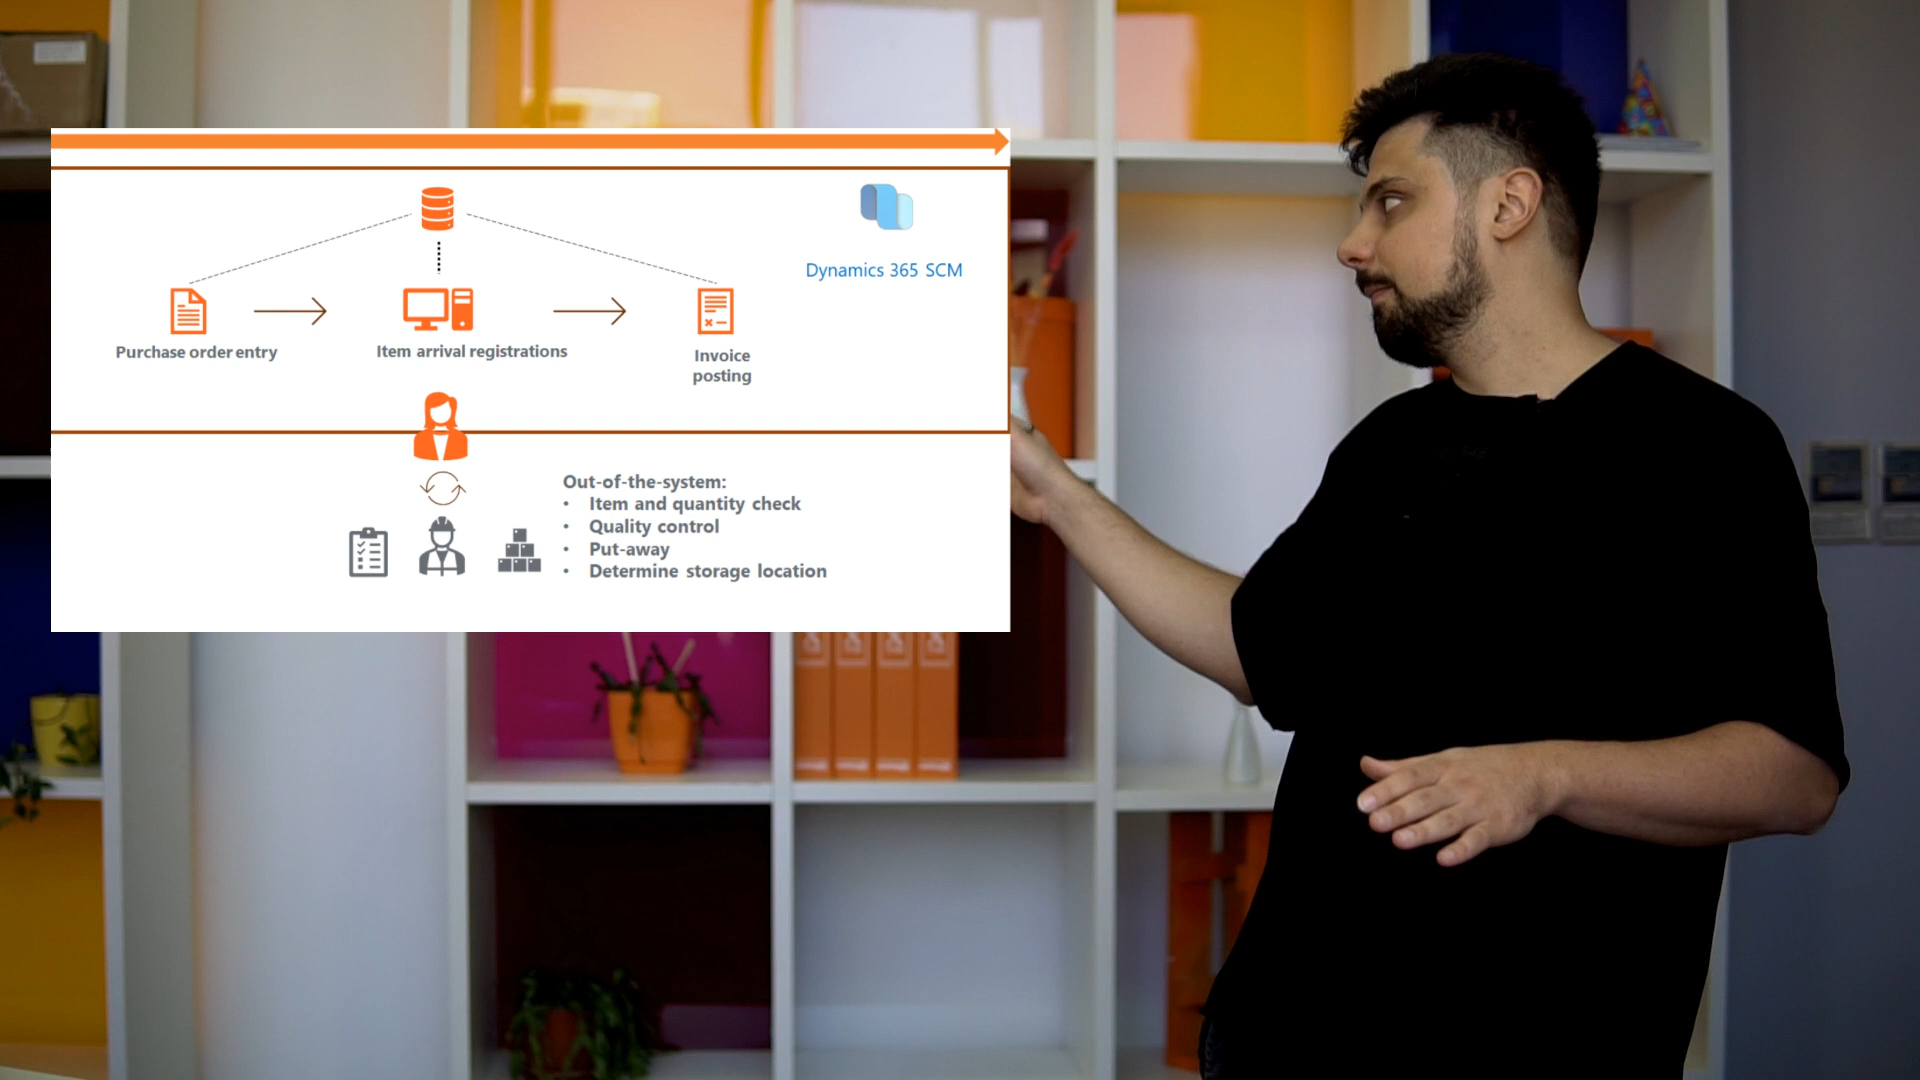 Dynamics 365 SCM
Purchase order entry
Item arrival registrations
Invoice
posting
Out-of-the-system:
• Item and quantity check
• Quality control
• Put-away
• Determine storage location